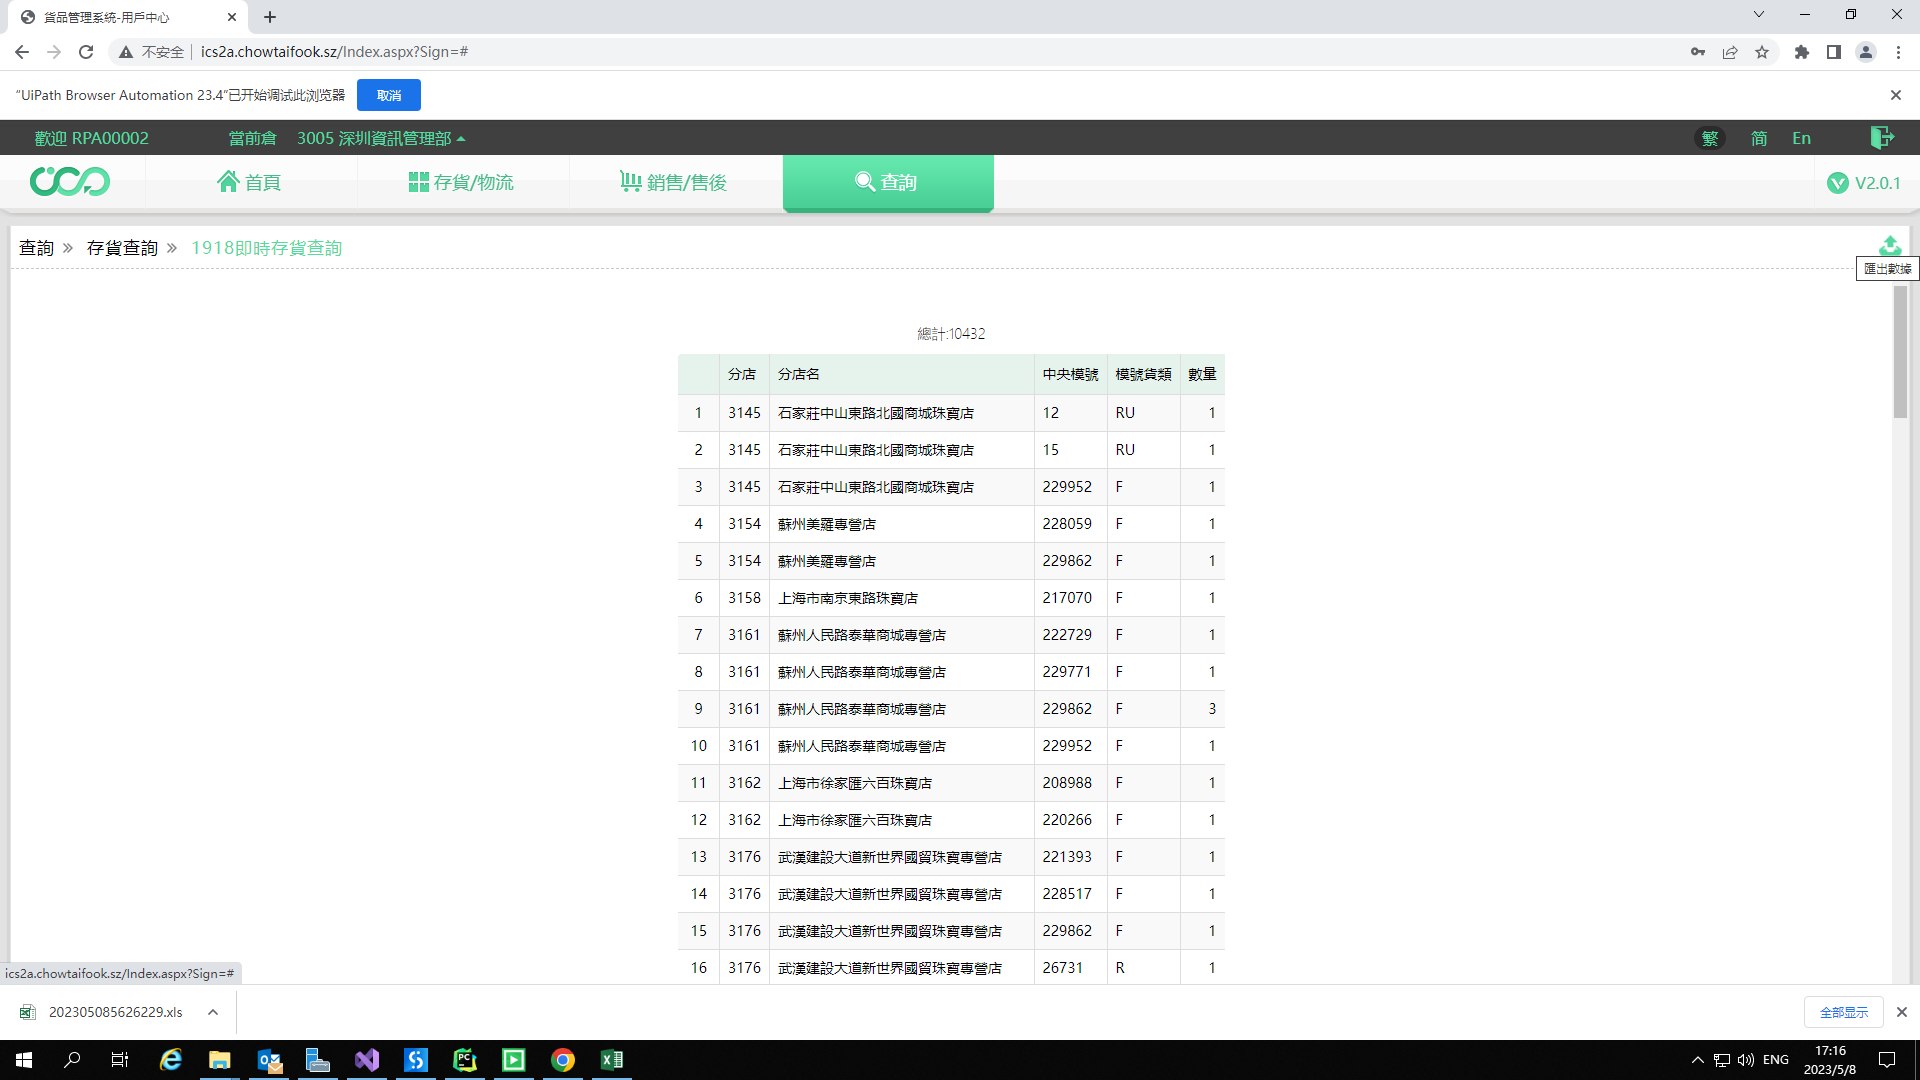 貨品管理系統-用戶中心
不安全 ics2a.chowtaifook.sz/Index.aspx?Sign=#
"UiPath Browser Automation 23.4"已开始调试此浏览器 取消
歡迎 RPA00002 當前倉 3005 深圳資訊管理部 繁 简 En
首頁 存貨/物流 銷售/售後 查詢 V2.0.1
查詢 » 存貨查詢 » 1918即時存貨查詢
匯出數據
總計:10432
分店 分店名 中央模號 模號貨類 數量
1 3145 石家莊中山東路北國商城珠寶店 12 RU 1
2 3145 石家莊中山東路北國商城珠寶店 15 RU 1
3 3145 石家莊中山東路北國商城珠寶店 229952 F 1
4 3154 蘇州美羅專營店 228059 F 1
5 3154 蘇州美羅專營店 229862 F 1
6 3158 上海市南京東路珠寶店 217070 F 1
7 3161 蘇州人民路泰華商城專營店 222729 F 1
8 3161 蘇州人民路泰華商城專營店 229771 F 1
9 3161 蘇州人民路泰華商城專營店 229862 F 3
10 3161 蘇州人民路泰華商城專營店 229952 F 1
11 3162 上海市徐家匯六百珠寶店 208988 F 1
12 3162 上海市徐家匯六百珠寶店 220266 F 1
13 3176 武漢建設大道新世界國貿珠寶專營店 221393 F 1
14 3176 武漢建設大道新世界國貿珠寶專營店 228517 F 1
15 3176 武漢建設大道新世界國貿珠寶專營店 229862 F 1
16 3176 武漢建設大道新世界國貿珠寶專營店 26731 R 1
ics2a.chowtaifook.sz/Index.aspx?Sign=#
202305085626229.xls 全部显示
ENG 17:16
2023/5/8